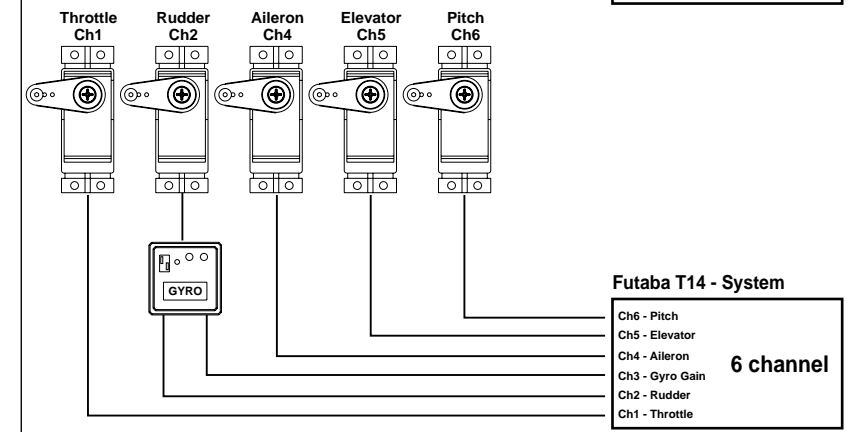 Throttle Rudder Aileron Elevator Pitch
Ch1 Ch2 Ch4 Ch5 Ch6
GYRO
Futaba T14 - System
Ch6 - Pitch
Ch5 - Elevator
Ch4 - Aileron
Ch3 - Gyro Gain
Ch2 - Rudder
Ch1 - Throttle
6 channel